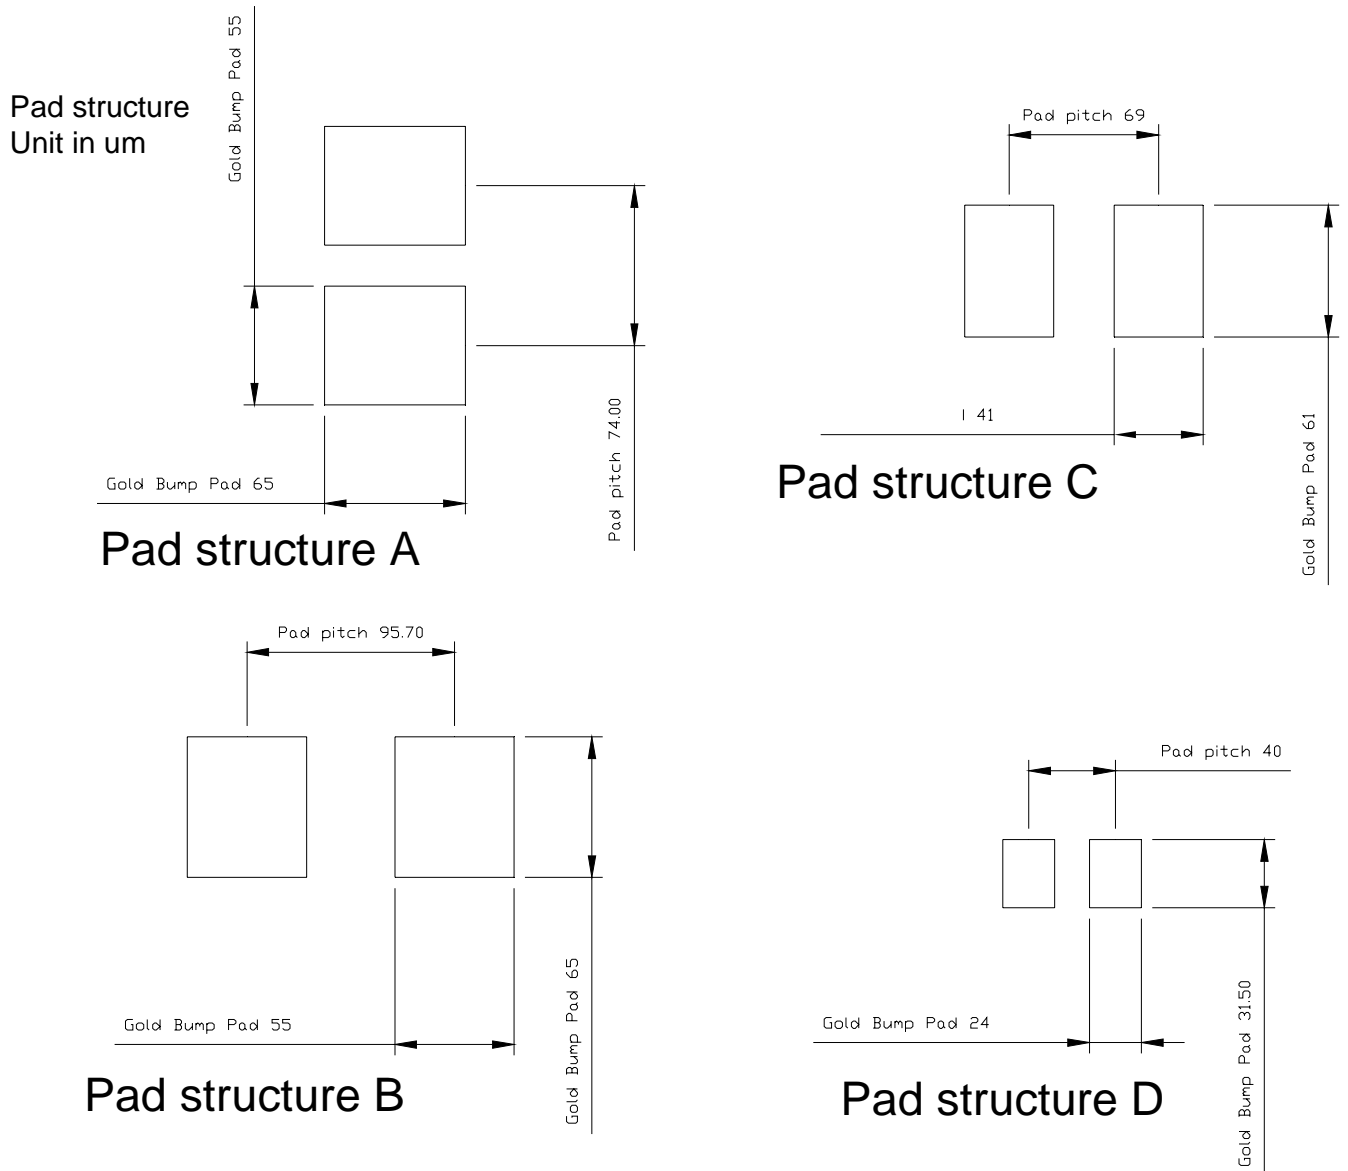 Pad structure
Unit in um
Gold Bump Pad 55
Pad pitch 74.00
Gold Bump Pad 65
Pad structure A
Pad pitch 69
I 41
Gold Bump Pad 61
Pad structure C
Pad pitch 95.70
Gold Bump Pad 65
Gold Bump Pad 55
Pad structure B
Pad pitch 40
Gold Bump Pad 24
Gold Bump Pad 31.50
Pad structure D